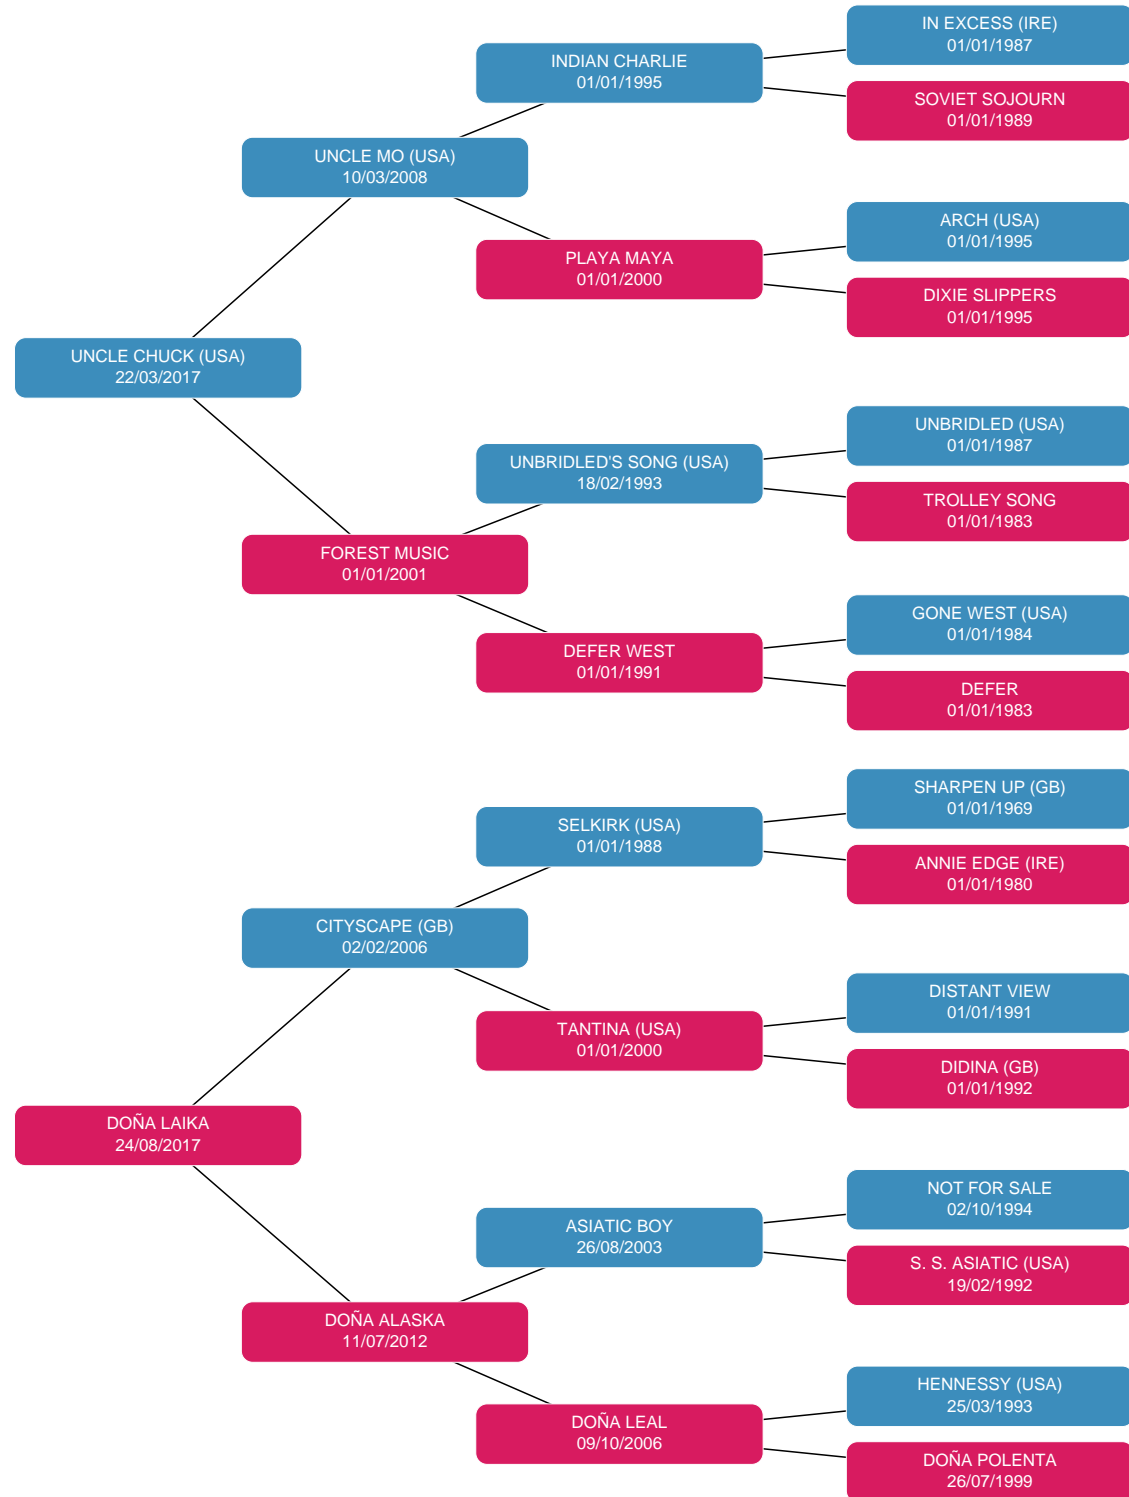 IN EXCESS (IRE)
01/01/1987
INDIAN CHARLIE
01/01/1995
SOVIET SOJOURN
01/01/1989
UNCLE MO (USA)
10/03/2008
ARCH (USA)
01/01/1995
PLAYA MAYA
01/01/2000
DIXIE SLIPPERS
01/01/1995
UNCLE CHUCK (USA)
22/03/2017
UNBRIDLED (USA)
01/01/1987
UNBRIDLED'S SONG (USA)
18/02/1993
TROLLEY SONG
01/01/1983
FOREST MUSIC
01/01/2001
GONE WEST (USA)
01/01/1984
DEFER WEST
01/01/1991
DEFER
01/01/1983
SHARPEN UP (GB)
01/01/1969
SELKIRK (USA)
01/01/1988
ANNIE EDGE (IRE)
01/01/1980
CITYSCAPE (GB)
02/02/2006
DISTANT VIEW
01/01/1991
TANTINA (USA)
01/01/2000
DIDINA (GB)
01/01/1992
DOÑA LAIKA
24/08/2017
NOT FOR SALE
02/10/1994
ASIATIC BOY
26/08/2003
S. S. ASIATIC (USA)
19/02/1992
DOÑA ALASKA
11/07/2012
HENNESSY (USA)
25/03/1993
DOÑA LEAL
09/10/2006
DOÑA POLENTA
26/07/1999